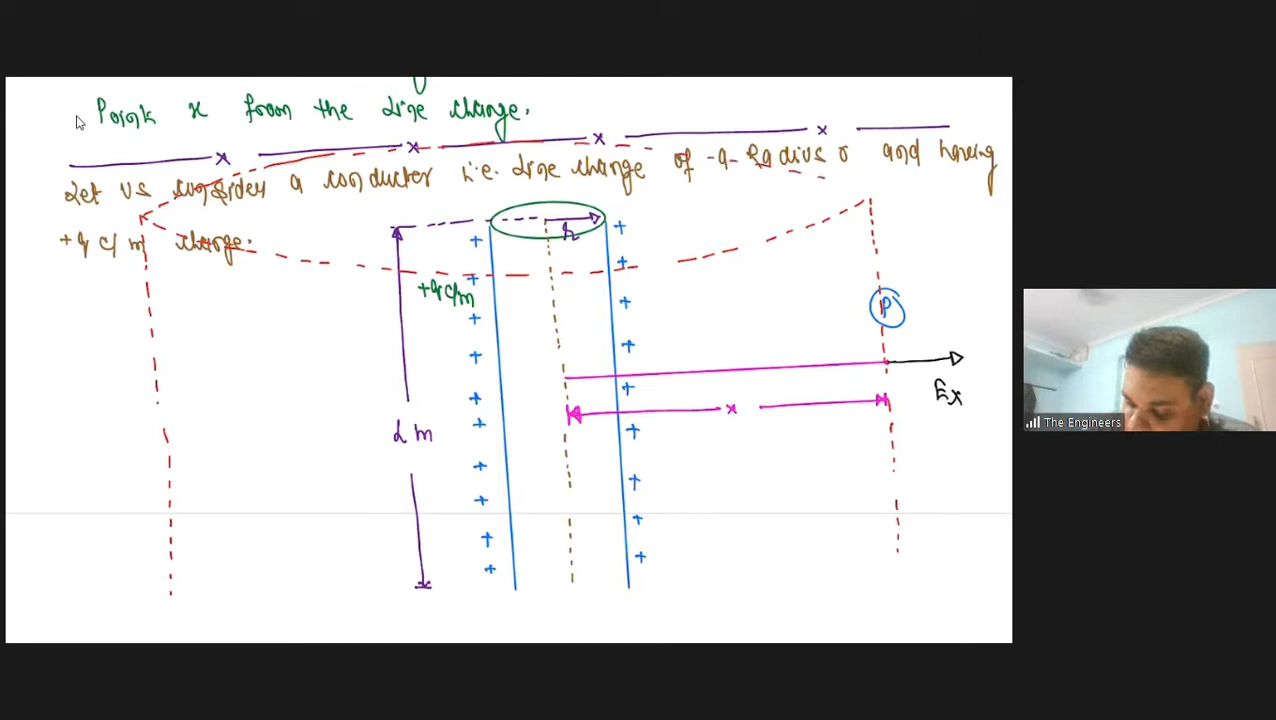 Point x from the Line charge.
Let us consider a conductor i.e. Line charge of -a- Radius r and having
+q c/m charge.
r
+q c/m
P
Ex
x
L m
The Engineers